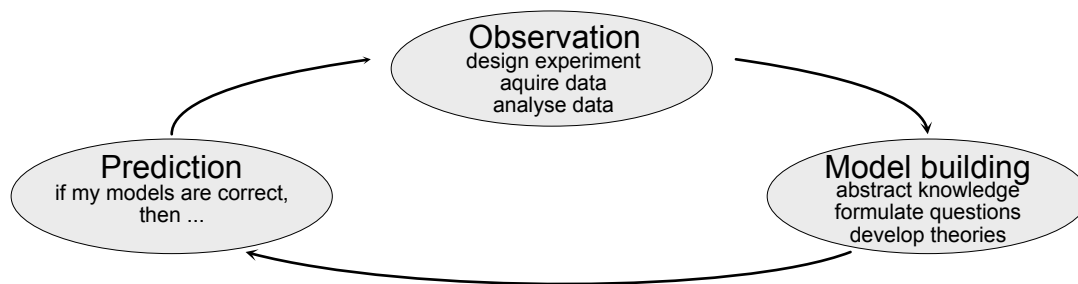 Observation
design experiment
aquire data
analyse data
Prediction
if my models are correct,
then ...
Model building
abstract knowledge
formulate questions
develop theories